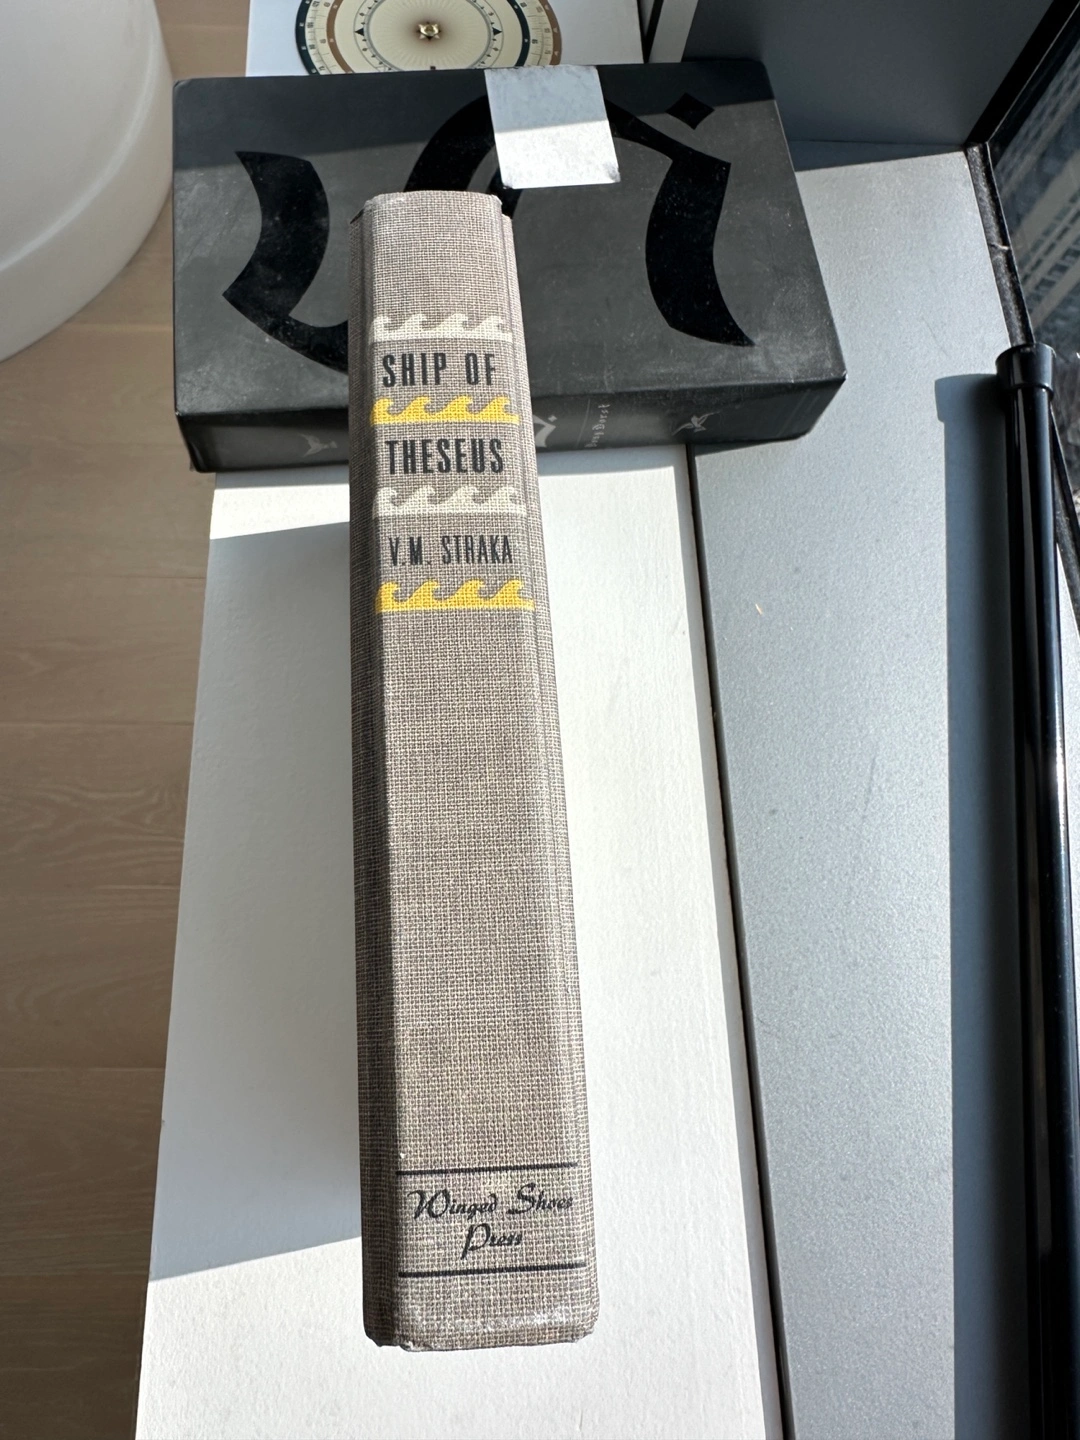 SHIP OF
THESEUS
V.M. STRAKA
Winged Shoes
Press